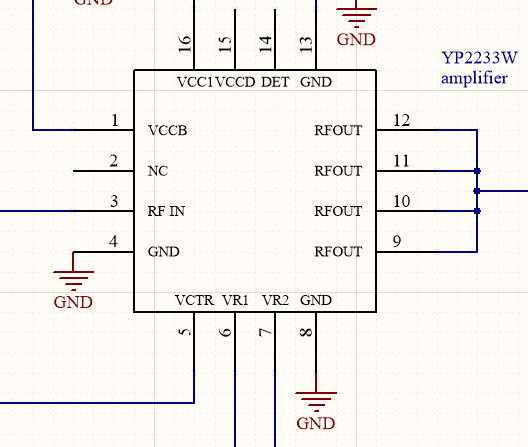 GND
16 15 14 13
GND
YP2233W
amplifier
VCC1 VCCD DET GND
1 VCCB RFOUT 12
2 NC RFOUT 11
3 RF IN RFOUT 10
4 GND RFOUT 9
GND
VCTR VR1 VR2 GND
5 6 7 8
GND